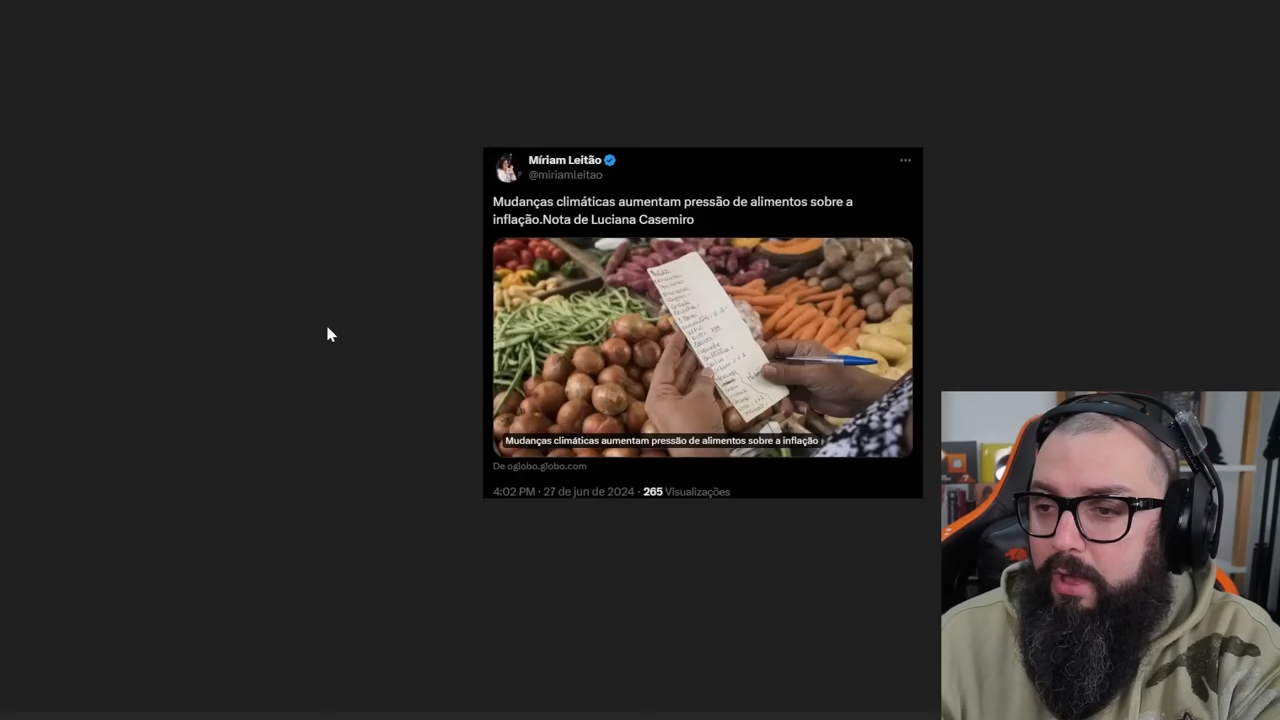 Míriam Leitão
@miriamleitao
Mudanças climáticas aumentam pressão de alimentos sobre a
inflação.Nota de Luciana Casemiro
Mudanças climáticas aumentam pressão de alimentos sobre a inflação
De oglobo.globo.com
4:02 PM · 27 de jun de 2024 · 265 Visualizações